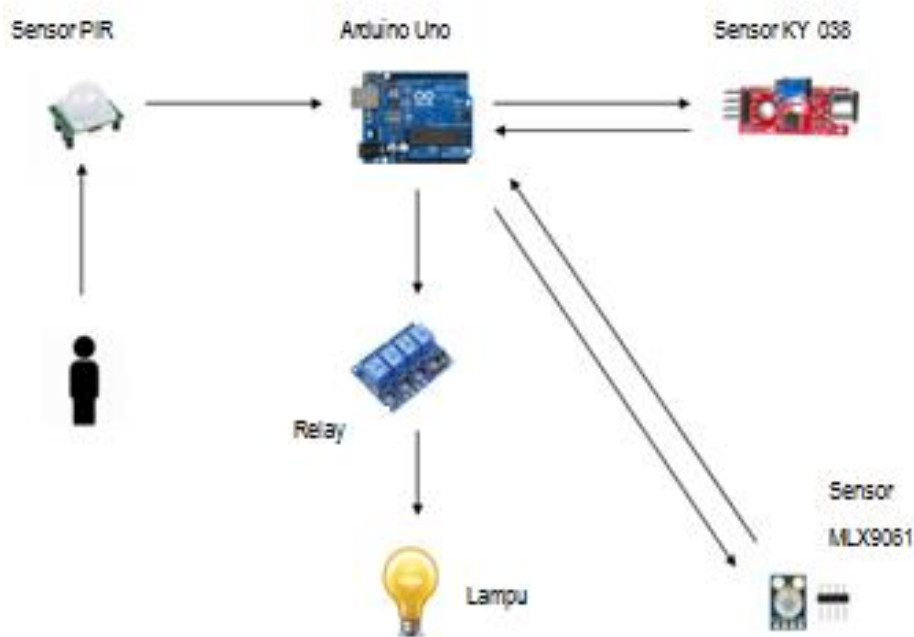 Sensor PIR
Arduino Uno
Sensor KY 038
Relay
Sensor
MLX9061
Lampu